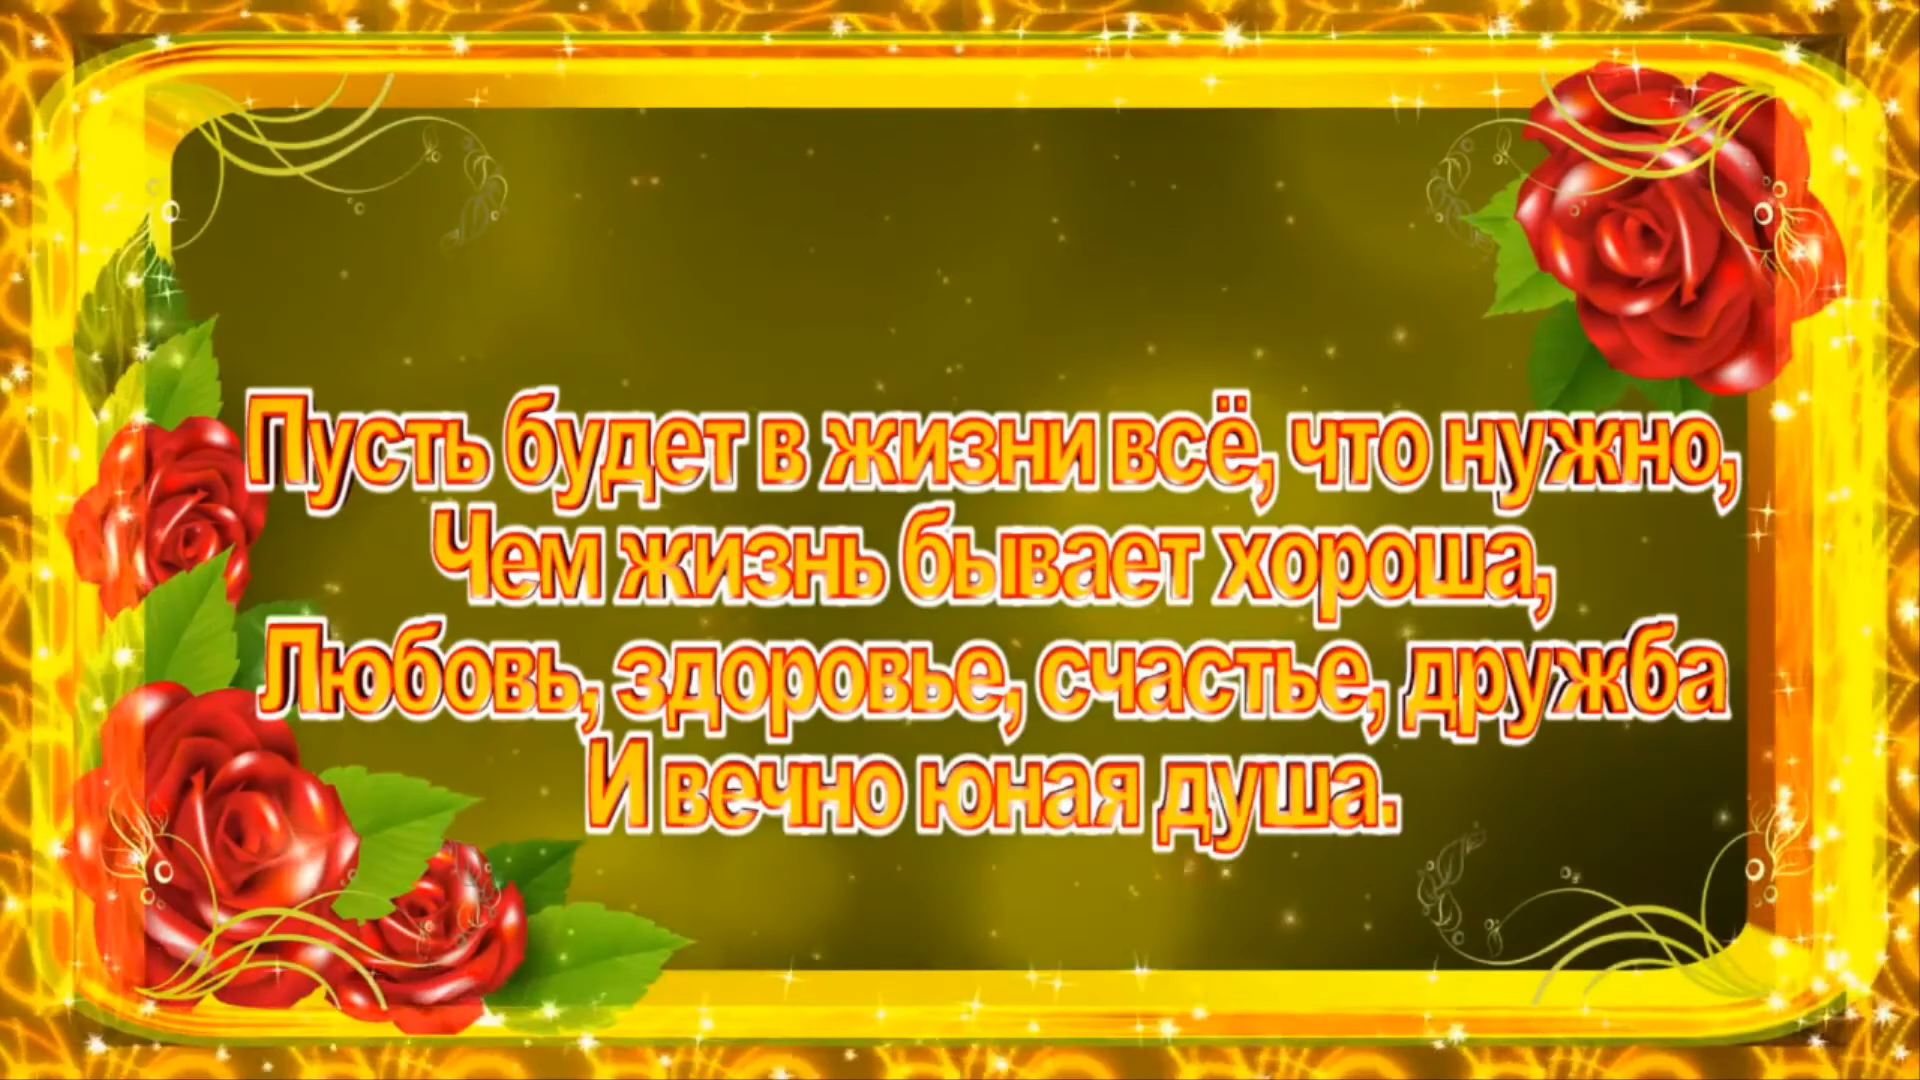 Пусть будет в жизни всё, что нужно,
Чем жизнь бывает хороша,
Любовь, здоровье, счастье, дружба
И вечно юная душа.